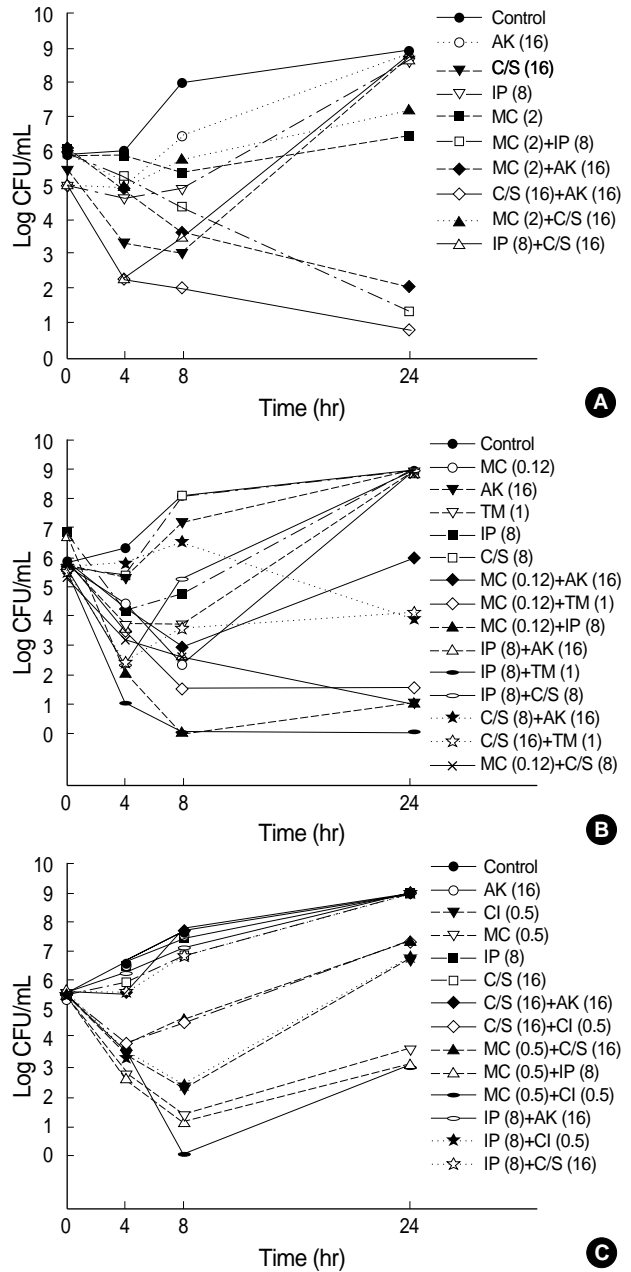 10
9
8
7
6
5
4
3
2
1
0
Log CFU/mL
0
4
8
24
Time (hr)
Control
AK (16)
C/S (16)
IP (8)
MC (2)
MC (2)+IP (8)
MC (2)+AK (16)
C/S (16)+AK (16)
MC (2)+C/S (16)
IP (8)+C/S (16)
A
10
9
8
7
6
5
4
3
2
1
0
Log CFU/mL
0
4
8
24
Time (hr)
Control
MC (0.12)
AK (16)
TM (1)
IP (8)
C/S (8)
MC (0.12)+AK (16)
MC (0.12)+TM (1)
MC (0.12)+IP (8)
IP (8)+AK (16)
IP (8)+TM (1)
IP (8)+C/S (8)
C/S (8)+AK (16)
C/S (16)+TM (1)
MC (0.12)+C/S (8)
B
10
9
8
7
6
5
4
3
2
1
0
Log CFU/mL
0
4
8
24
Time (hr)
Control
AK (16)
CI (0.5)
MC (0.5)
IP (8)
C/S (16)
C/S (16)+AK (16)
C/S (16)+CI (0.5)
MC (0.5)+C/S (16)
MC (0.5)+IP (8)
MC (0.5)+CI (0.5)
IP (8)+AK (16)
IP (8)+CI (0.5)
IP (8)+C/S (16)
C